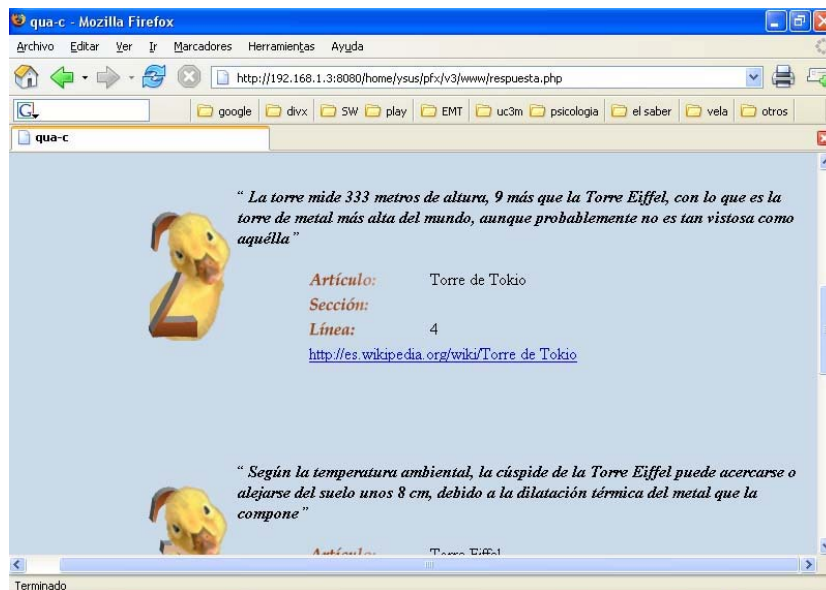 qua-c - Mozilla Firefox
Archivo Editar Ver Ir Marcadores Herramientas Ayuda
http://192.168.1.3:8080/home/ysus/pfx/v3/www/respuesta.php
G google divx SW play EMT uc3m psicologia el saber vela otros
qua-c
“ La torre mide 333 metros de altura, 9 más que la Torre Eiffel, con lo que es la
torre de metal más alta del mundo, aunque probablemente no es tan vistosa como
aquélla”
2
Artículo: Torre de Tokio
Sección:
Línea: 4
http://es.wikipedia.org/wiki/Torre de Tokio
“ Según la temperatura ambiental, la cúspide de la Torre Eiffel puede acercarse o
alejarse del suelo unos 8 cm, debido a la dilatación térmica del metal que la
compone”
Artículo: Torre Eiffel
Terminado